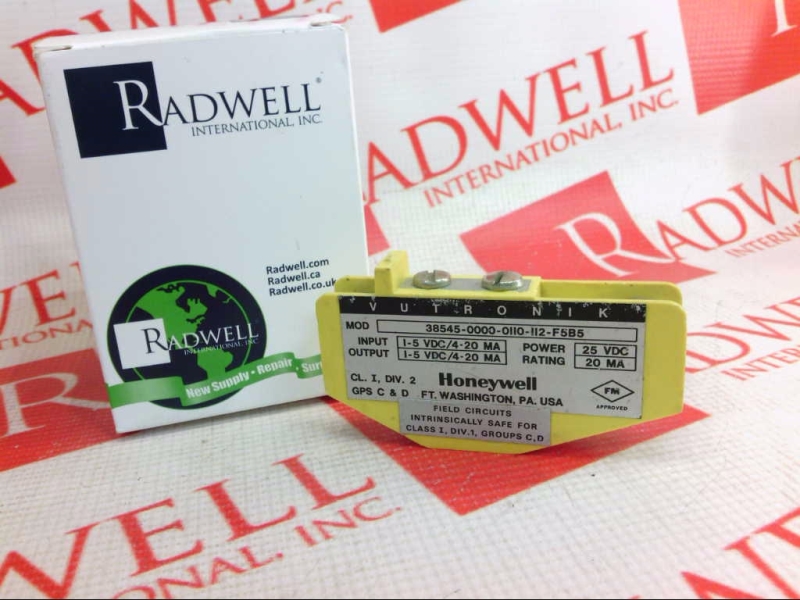 RADWELL
INTERNATIONAL, INC.
RADWELL
INTERNATIONAL, INC.
Radwell.com
Radwell.ca
Radwell.co.uk
RADWELL
INTERNATIONAL, INC.
New Supply • Repair • Sur
VUTRONIK
MOD 38545-0000-0110-112-F5B5
INPUT 1-5 VDC/4-20 MA POWER 25 VDC
OUTPUT 1-5 VDC/4-20 MA RATING 20 MA
CL. I, DIV. 2 Honeywell
GPS C & D FT. WASHINGTON, PA. USA
FM
APPROVED
FIELD CIRCUITS
INTRINSICALLY SAFE FOR
CLASS I, DIV.1, GROUPS C,D
RADWELL
INTERNATIONAL, INC.
RADWELL
INTERNATIONAL, INC.